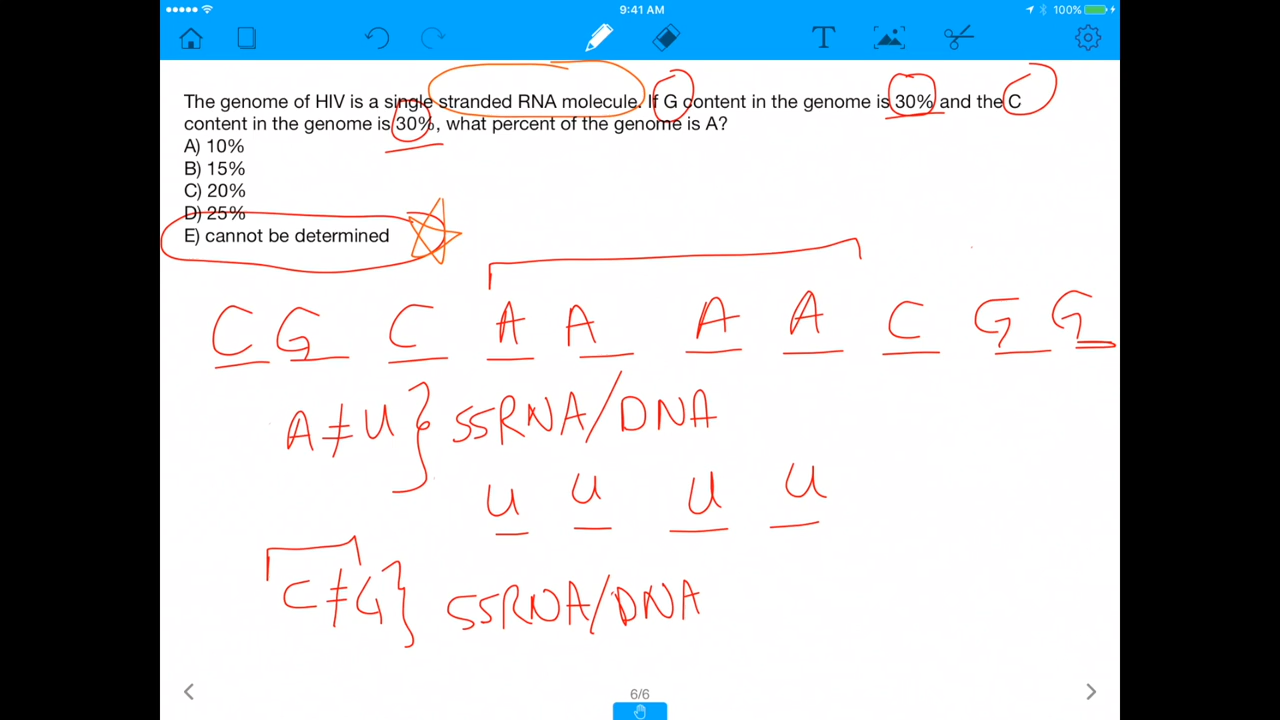 9:41 AM
100%
T
The genome of HIV is a single stranded RNA molecule. If G content in the genome is 30% and the C
content in the genome is 30%, what percent of the genome is A?
A) 10%
B) 15%
C) 20%
D) 25%
E) cannot be determined
C G C A A A A C G G
A ≠ U } SSRNA/DNA
U U U U
C ≠ G } SSRNA/DNA
6/6